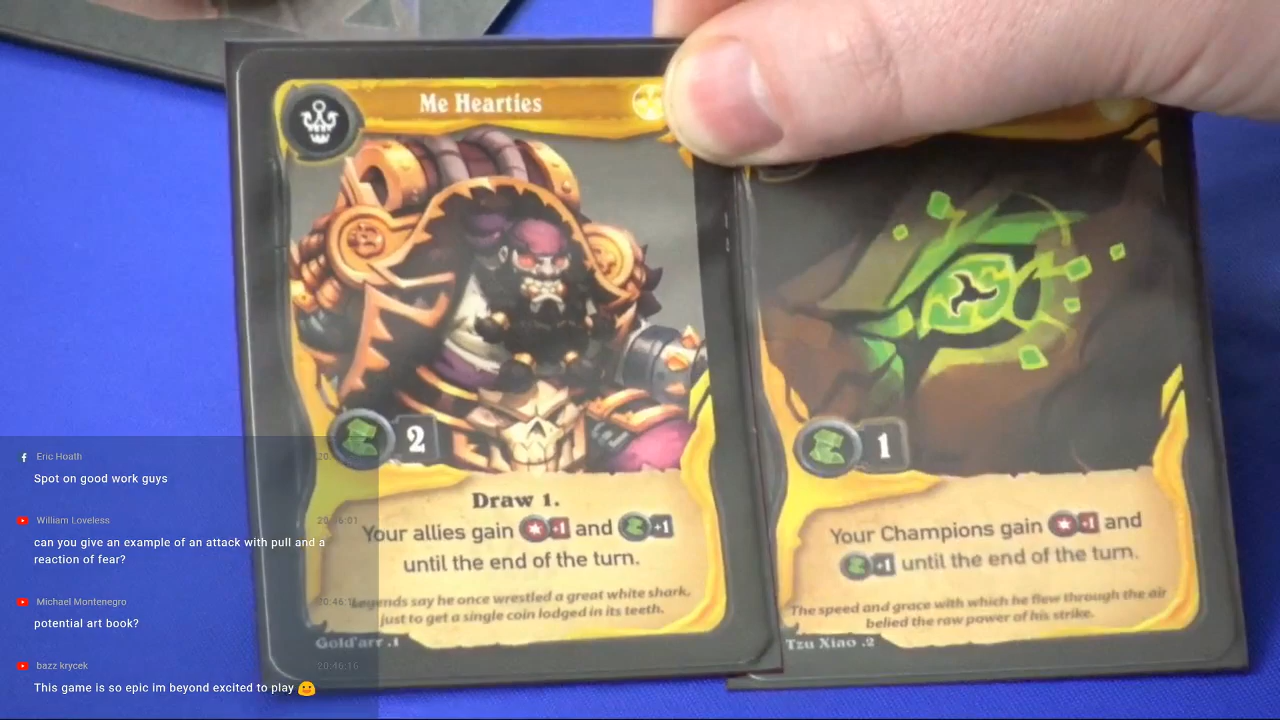 Me Hearties
2
Draw 1.
Your allies gain +1 and +1
until the end of the turn.
Legends say he once wrestled a great white shark,
just to get a single coin lodged in its teeth.
Gold'arr .1
1
Your Champions gain +1 and
+1 until the end of the turn.
The speed and grace with which he flew through the air
belied the raw power of his strike.
Tzu Xiao .2
Eric Hoath
Spot on good work guys
William Loveless
can you give an example of an attack with pull and a
reaction of fear?
Michael Montenegro
potential art book?
bazz krycek
20:46:16
This game is so epic im beyond excited to play